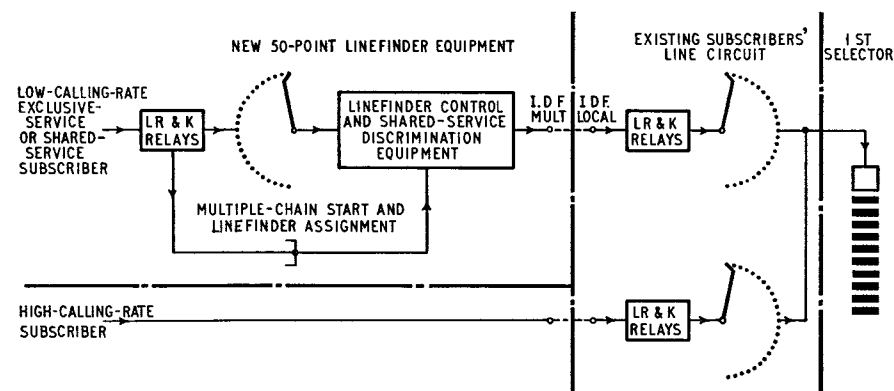 NEW 50-POINT LINEFINDER EQUIPMENT
EXISTING SUBSCRIBERS'
LINE CIRCUIT
1 ST
SELECTOR
LOW-CALLING-RATE
EXCLUSIVE-
SERVICE
OR SHARED-
SERVICE
SUBSCRIBER
LR & K
RELAYS
LINEFINDER CONTROL
AND SHARED-SERVICE
DISCRIMINATION
EQUIPMENT
I.D.F.
MULT
I.D.F.
LOCAL
LR & K
RELAYS
MULTIPLE-CHAIN START AND
LINEFINDER ASSIGNMENT
HIGH-CALLING-RATE
SUBSCRIBER
LR & K
RELAYS